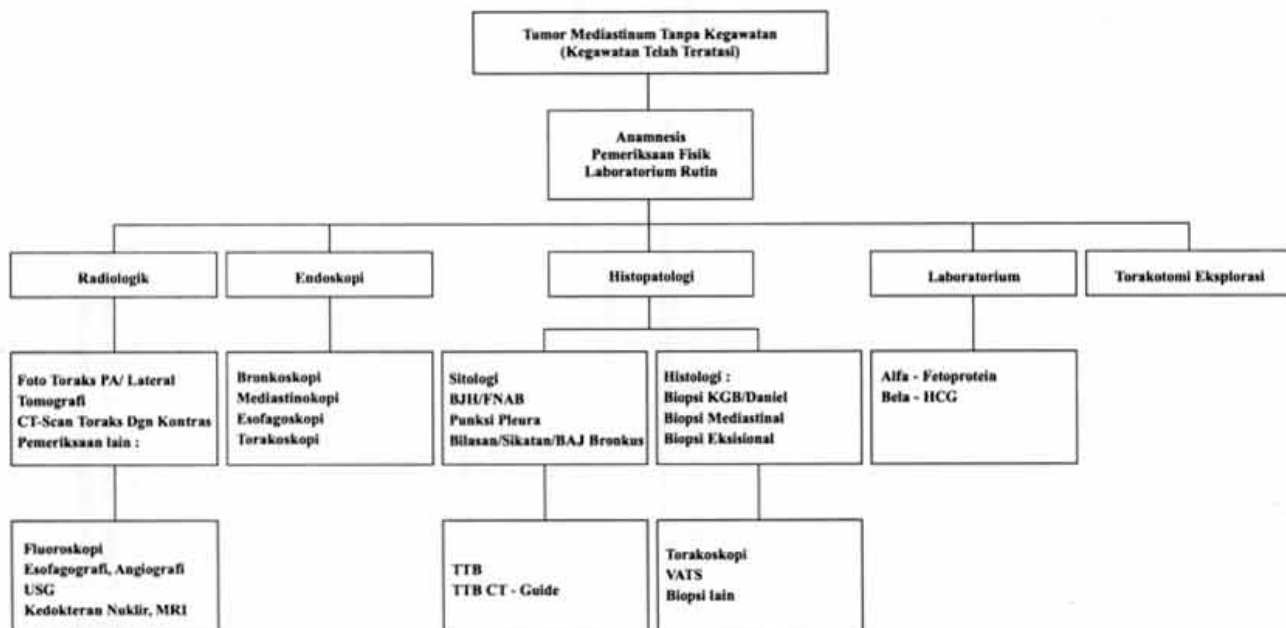 Tumor Mediastinum Tanpa Kegawatan
(Kegawatan Telah Teratasi)
Anamnesis
Pemeriksaan Fisik
Laboratorium Rutin
Radiologik
Endoskopi
Histopatologi
Laboratorium
Torakotomi Eksplorasi
Foto Toraks PA/ Lateral
Tomografi
CT-Scan Toraks Dgn Kontras
Pemeriksaan lain :
Bronkoskopi
Mediastinokopi
Esofagoskopi
Torakoskopi
Sitologi
BJH/FNAB
Punksi Pleura
Bilasan/Sikatan/BAJ Bronkus
Histologi :
Biopsi KGB/Daniel
Biopsi Mediastinal
Biopsi Eksisional
Alfa - Fetoprotein
Bela - HCG
Fluoroskopi
Esofagografi, Angiografi
USG
Kedokteran Nuklir, MRI
TTB
TTB CT - Guide
Torakoskopi
VATS
Biopsi lain